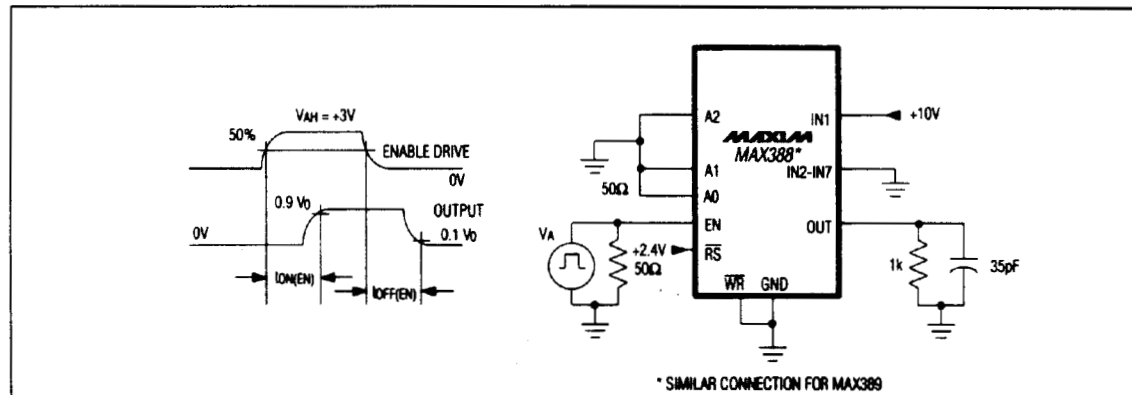 VAH = +3V
50%
ENABLE DRIVE
0V
0.9 V0
OUTPUT
0V
0.1 V0
tON(EN)
tOFF(EN)
A2
IN1
+10V
MAXIM
MAX388*
A1
IN2-IN7
50Ω
A0
EN
OUT
VA
+2.4V
RS
50Ω
1k
35pF
WR GND
* SIMILAR CONNECTION FOR MAX389